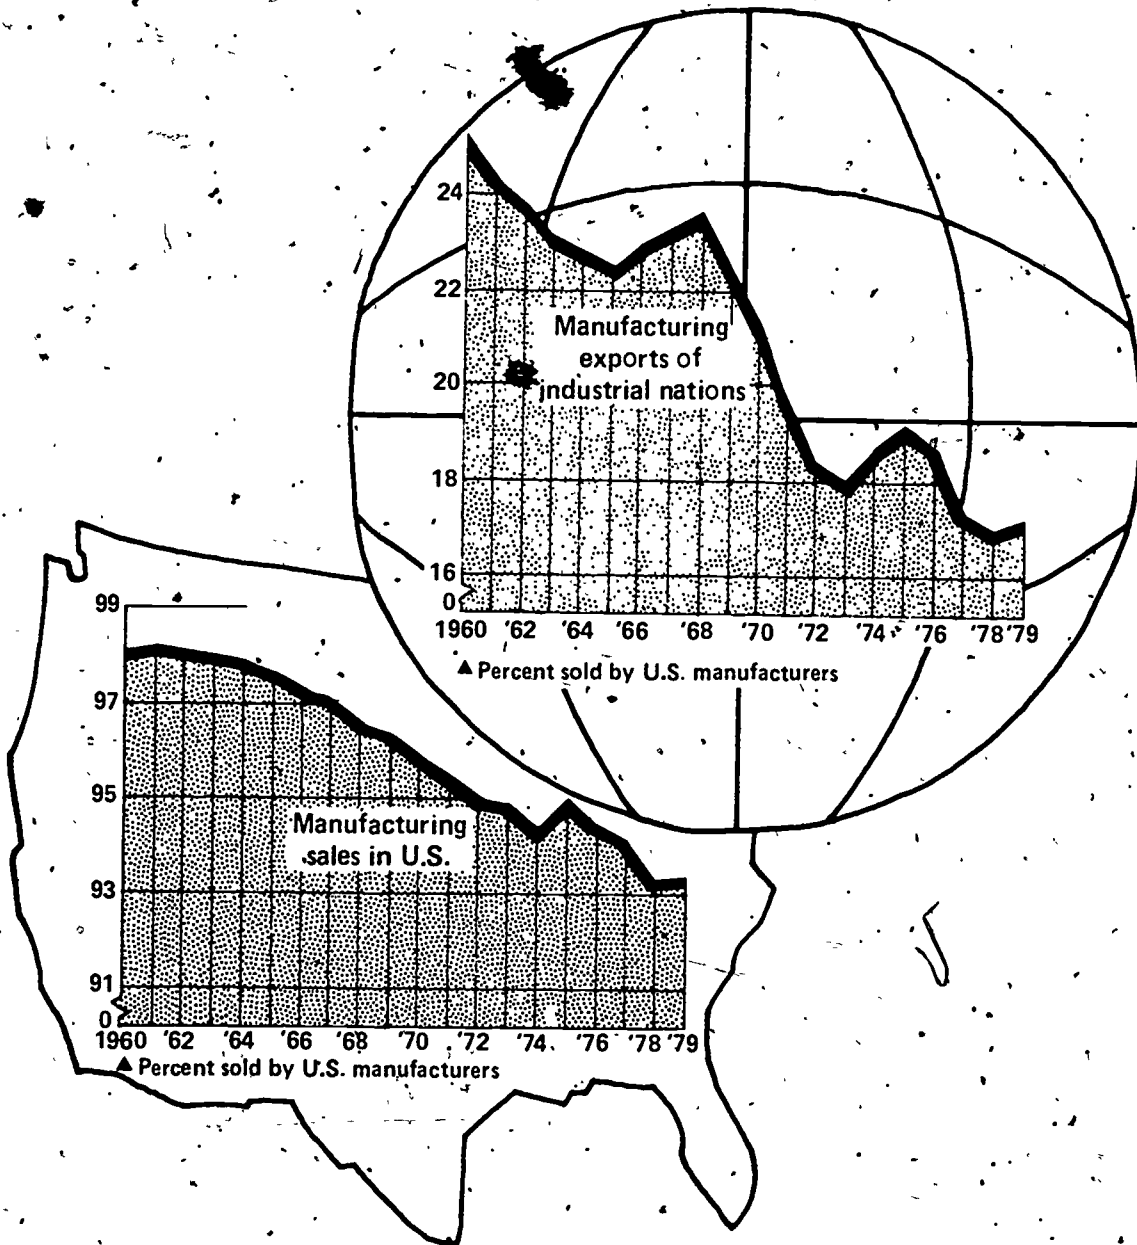 24
22
Manufacturing
exports of
industrial nations
20
18
16
0
1960 '62 '64 '66 '68 '70 '72 '74 '76 '78 '79
▲ Percent sold by U.S. manufacturers
99
97
95
Manufacturing
sales in U.S.
93
91
0
1960 '62 '64 '66 '68 '70 '72 '74 '76 '78 '79
▲ Percent sold by U.S. manufacturers